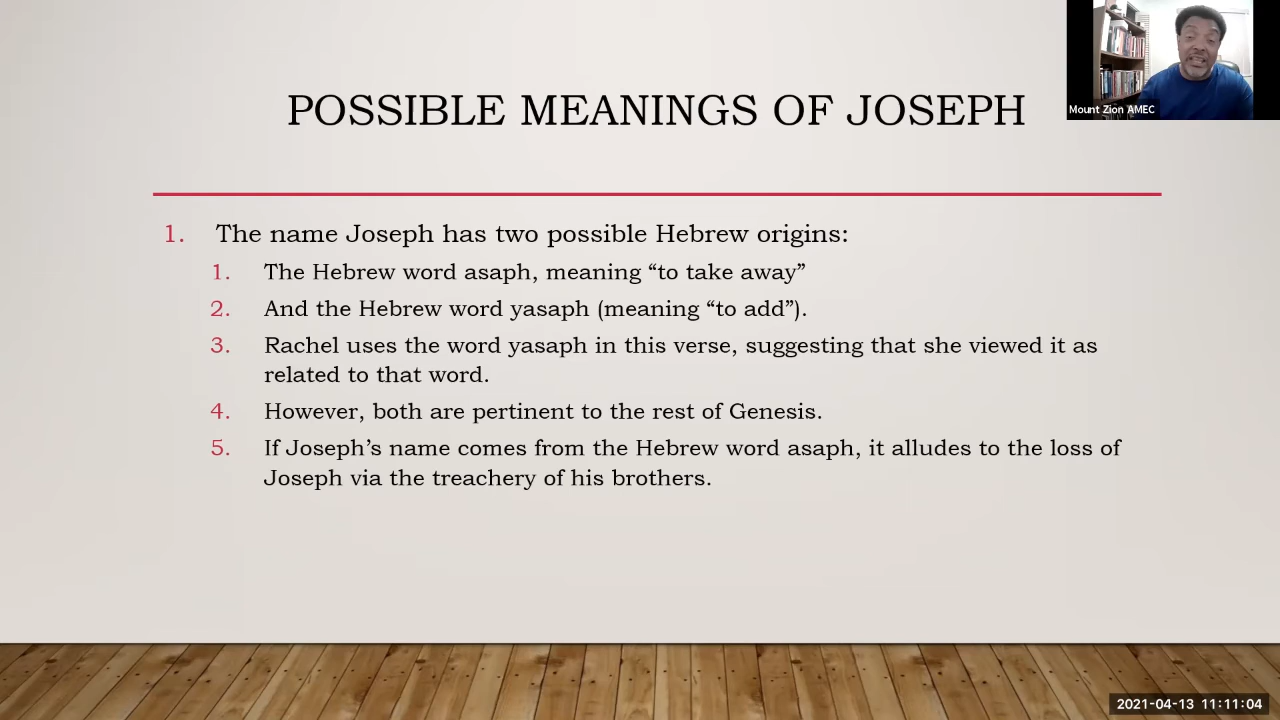 POSSIBLE MEANINGS OF JOSEPH
Mount Zion AMEC
1. The name Joseph has two possible Hebrew origins:
1. The Hebrew word asaph, meaning “to take away”
2. And the Hebrew word yasaph (meaning “to add”).
3. Rachel uses the word yasaph in this verse, suggesting that she viewed it as
related to that word.
4. However, both are pertinent to the rest of Genesis.
5. If Joseph’s name comes from the Hebrew word asaph, it alludes to the loss of
Joseph via the treachery of his brothers.
2021-04-13 11:11:04